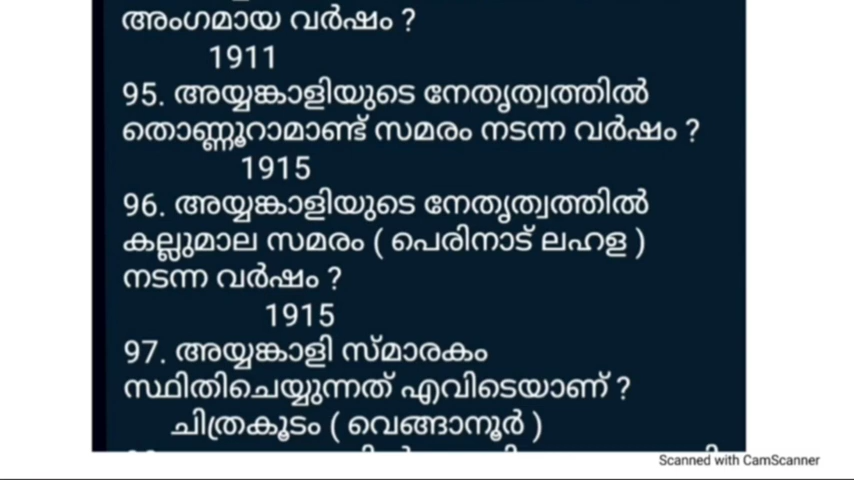 അംഗമായ വർഷം ?
1911
95. അയ്യങ്കാളിയുടെ നേതൃത്വത്തിൽ
തൊണ്ണൂറാമാണ്ട് സമരം നടന്ന വർഷം ?
1915
96. അയ്യങ്കാളിയുടെ നേതൃത്വത്തിൽ
കല്ലുമാല സമരം ( പെരിനാട് ലഹള )
നടന്ന വർഷം ?
1915
97. അയ്യങ്കാളി സ്മാരകം
സ്ഥിതിചെയ്യുന്നത് എവിടെയാണ് ?
ചിത്രകൂടം ( വെങ്ങാനൂർ )
Scanned with CamScanner